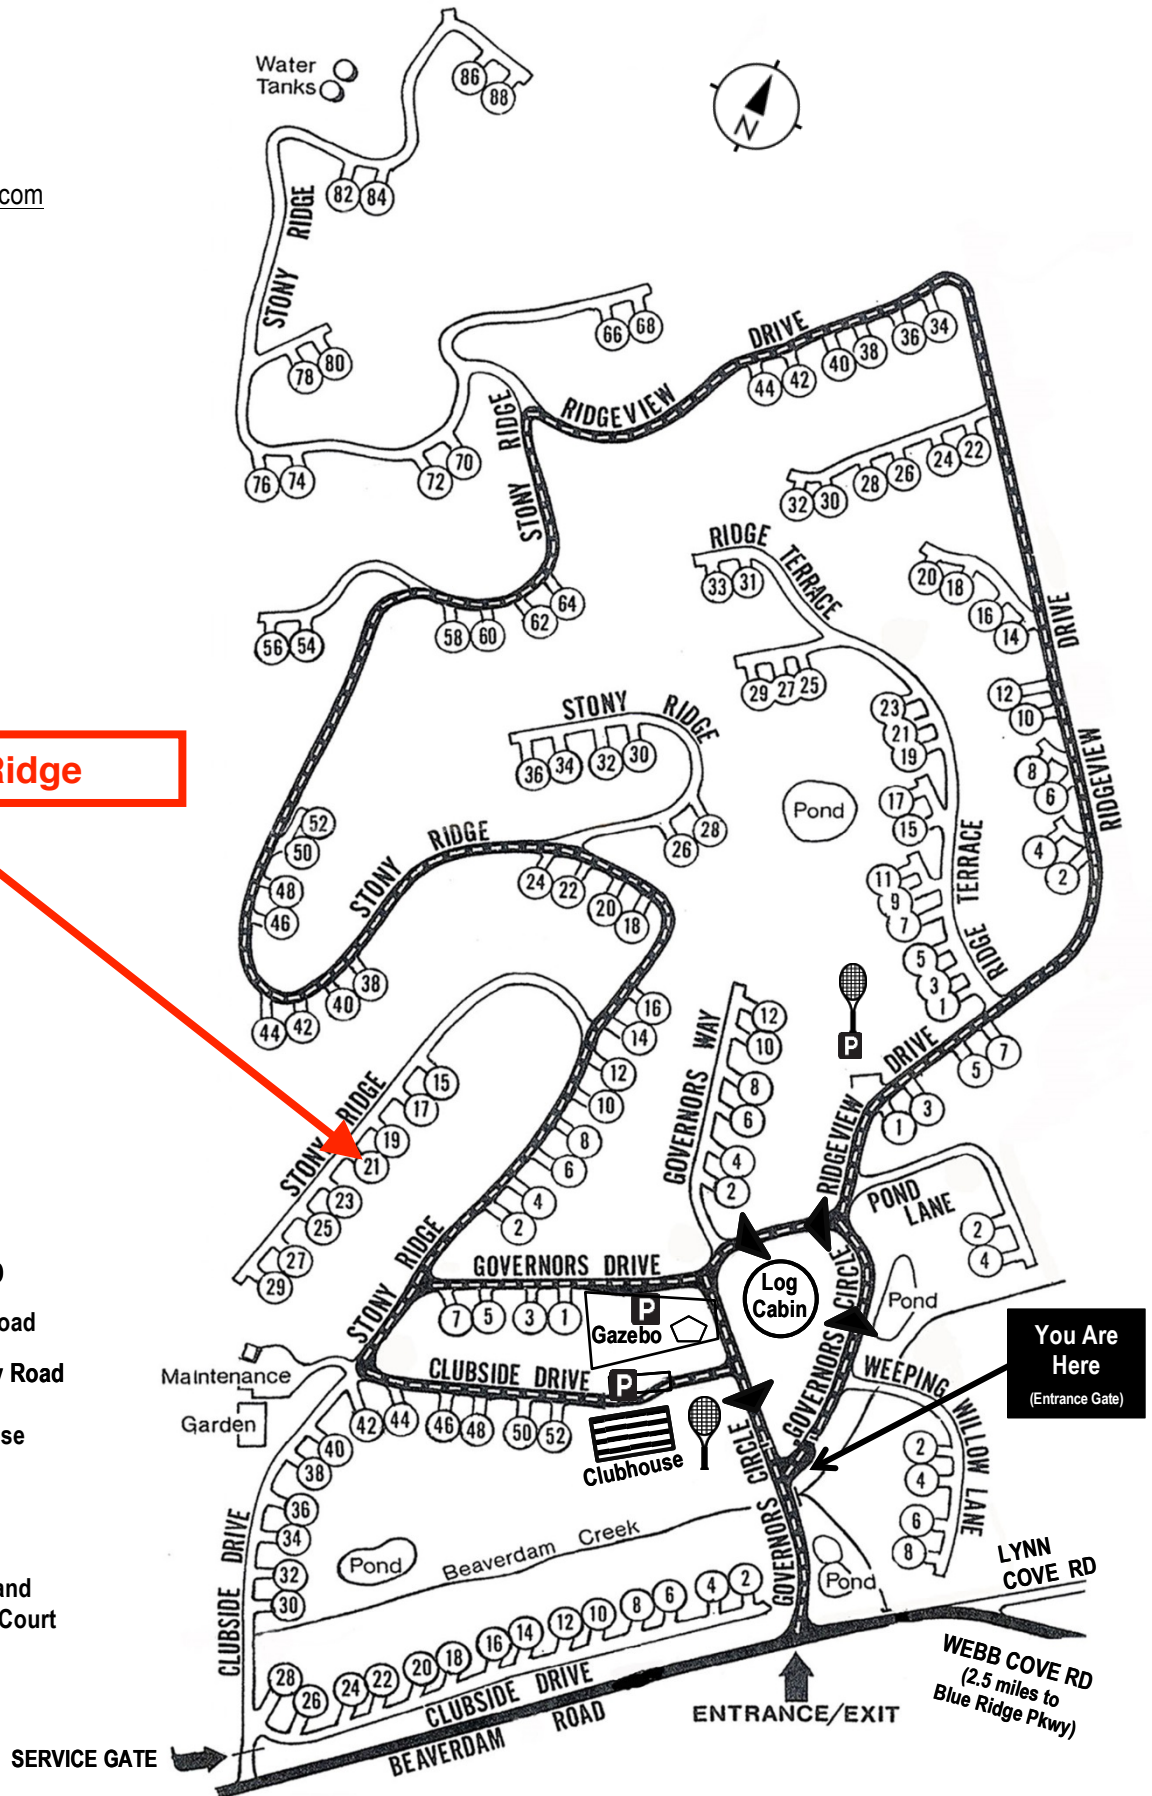 Water
Tanks
86
88
N
com
82
84
STONY RIDGE
66
68
78
80
DRIVE
34
36
38
40
42
44
RIDGEVIEW
STONY RIDGE
70
72
74
76
22
24
26
28
30
32
RIDGE TERRACE
33
31
20
18
16
14
DRIVE
64
62
60
58
56
54
29
27
25
12
10
STONY RIDGE
36
34
32
30
23
21
19
RIDGEVIEW
8
6
Ridge
Pond
17
15
28
26
4
2
52
50
48
46
STONY RIDGE
24
22
20
18
11
9
7
RIDGE TERRACE
5
3
1
38
40
42
44
16
14
12
10
8
6
4
2
GOVERNORS WAY
12
10
8
6
4
2
P
RIDGEVIEW DRIVE
7
5
3
1
STONY RIDGE
15
17
19
21
23
25
27
29
POND
LANE
2
4
STONY RIDGE
GOVERNORS DRIVE
7
5
3
1
P
Gazebo
Log
Cabin
GOVERNORS CIRCLE
Pond
oad
You Are
Here
(Entrance Gate)
Maintenance
y Road
CLUBSIDE DRIVE
P
WEEPING WILLOW LANE
2
4
6
8
Garden
42
44
46
48
50
52
se
Clubhouse
GOVERNORS CIRCLE
40
38
36
34
32
30
CLUBSIDE DRIVE
Pond
Beaverdam Creek
Pond
LYNN
COVE RD
and
Court
28
26
24
22
20
18
16
14
12
10
8
6
4
2
CLUBSIDE DRIVE
BEAVERDAM ROAD
WEBB COVE RD
(2.5 miles to
Blue Ridge Pkwy)
ENTRANCE/EXIT
SERVICE GATE